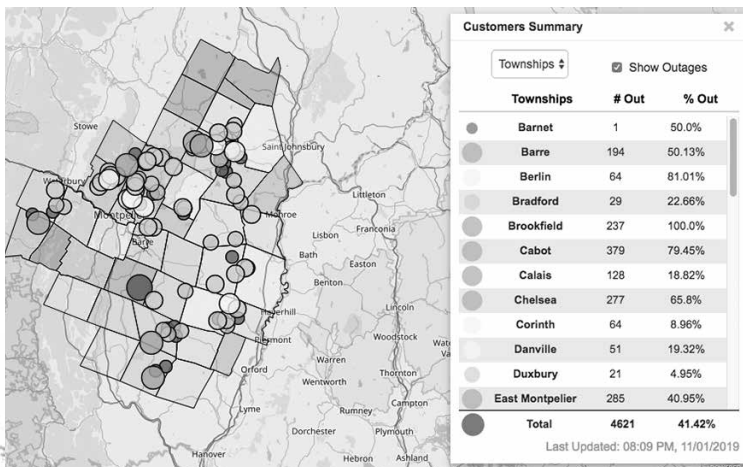 Customers Summary ×
Townships
Show Outages
Townships # Out % Out
Barnet 1 50.0%
Barre 194 50.13%
Berlin 64 81.01%
Bradford 29 22.66%
Brookfield 237 100.0%
Cabot 379 79.45%
Calais 128 18.82%
Chelsea 277 65.8%
Corinth 64 8.96%
Danville 51 19.32%
Duxbury 21 4.95%
East Montpelier 285 40.95%
Total 4621 41.42%
Last Updated: 08:09 PM, 11/01/2019
Stowe
Saint Johnsbury
Littleton
Monroe
Barre
Lisbon
Franconia
Bath
Easton
Benton
Lincoln
Haverhill
Woodstock
Piermont
Warren
Orford
Thornton
Wentworth
Campton
Lyme
Rumney
Dorchester
Plymouth
Hanover
Hebron
Ashland